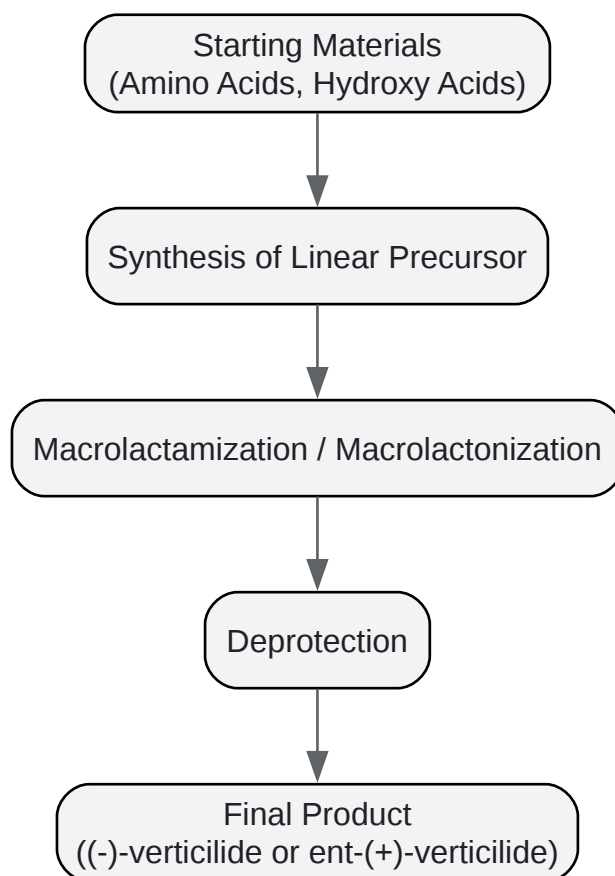 Starting Materials
(Amino Acids, Hydroxy Acids)
Synthesis of Linear Precursor
Macrolactamization / Macrolactonization
Deprotection
Final Product
((-)-verticilide or ent-(+)-verticilide)